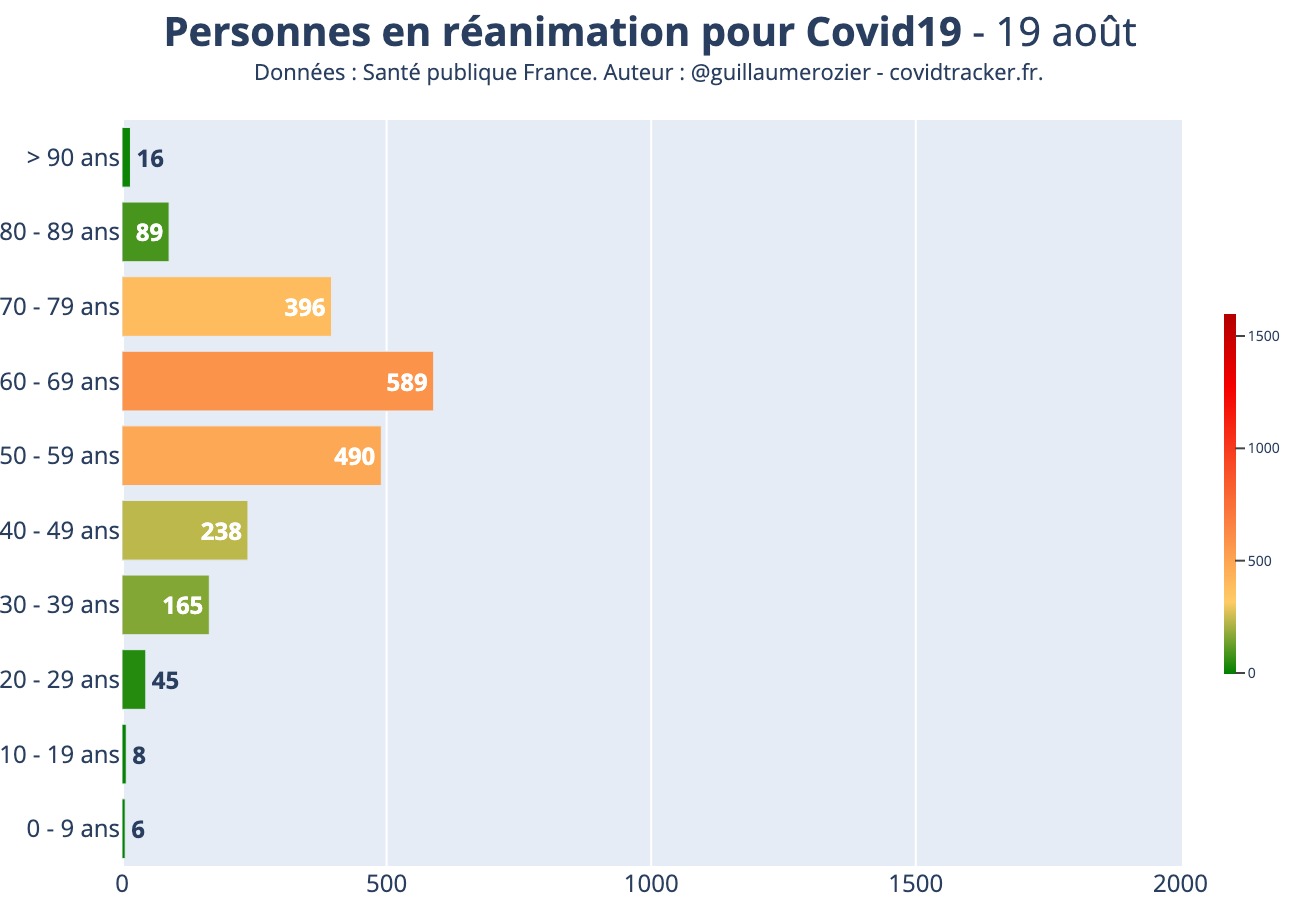 Personnes en réanimation pour Covid19 - 19 août
Données : Santé publique France. Auteur : @guillaumerozier - covidtracker.fr.
> 90 ans 16
80 - 89 ans 89
70 - 79 ans 396
60 - 69 ans 589
50 - 59 ans 490
40 - 49 ans 238
30 - 39 ans 165
20 - 29 ans 45
10 - 19 ans 8
0 - 9 ans 6
0 500 1000 1500 2000
1500
1000
500
0